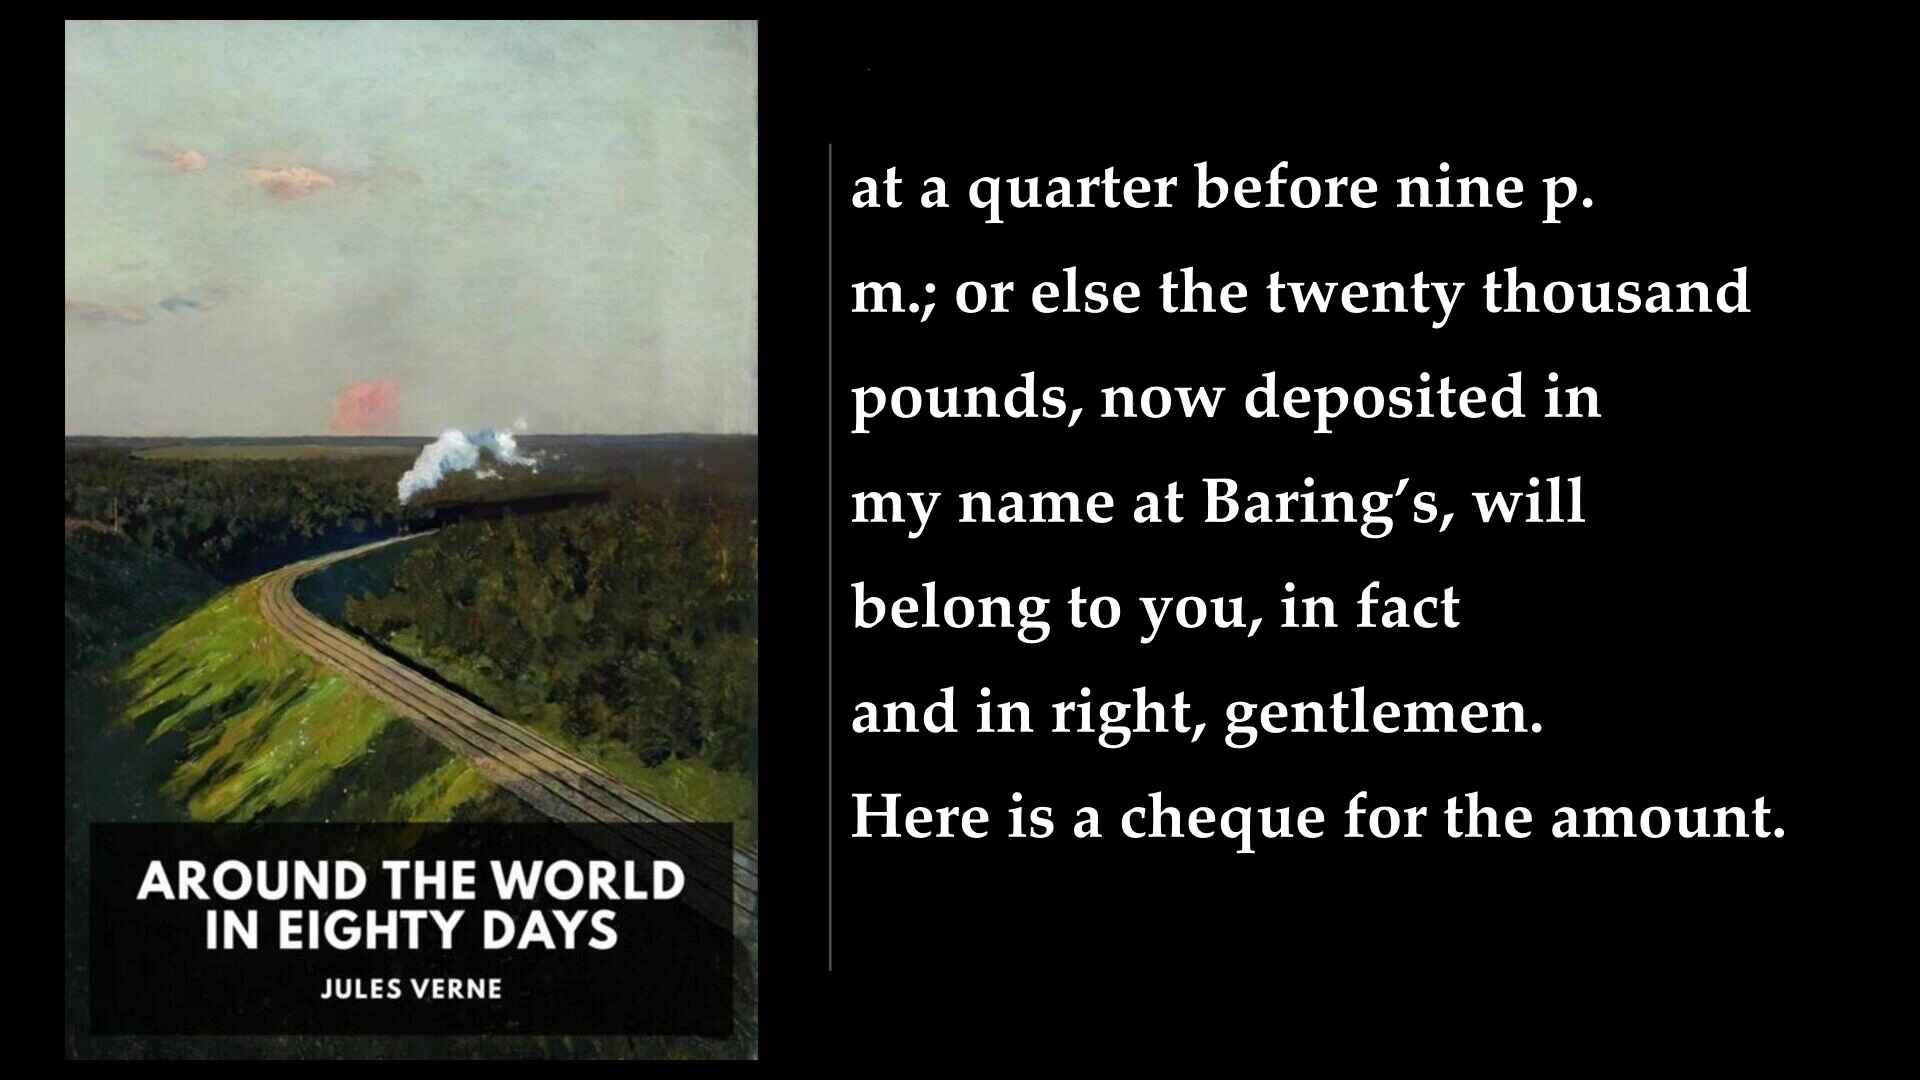 AROUND THE WORLD
IN EIGHTY DAYS
JULES VERNE
at a quarter before nine p.
m.; or else the twenty thousand
pounds, now deposited in
my name at Baring’s, will
belong to you, in fact
and in right, gentlemen.
Here is a cheque for the amount.